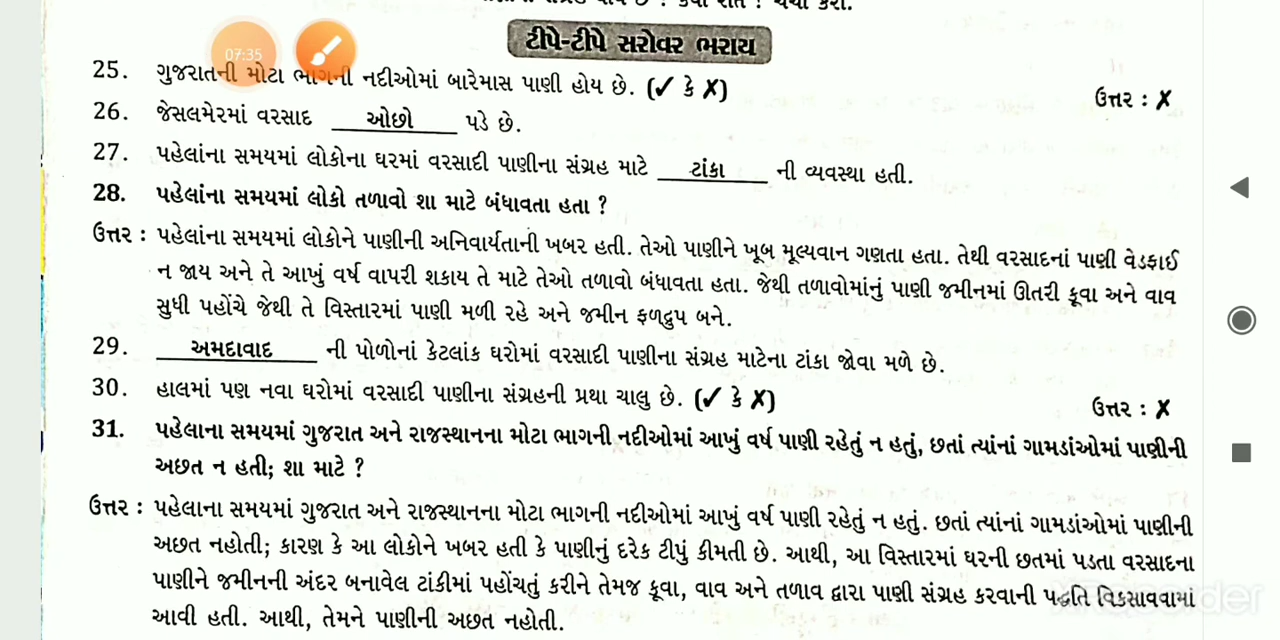 ટીપે-ટીપે સરોવર ભરાય
07:35
25. ગુજરાતની મોટા ભાગની નદીઓમાં બારેમાસ પાણી હોય છે. (✓ કે ✗) ઉત્તર : ✗
26. જેસલમેરમાં વરસાદ ઓછો પડે છે.
27. પહેલાંના સમયમાં લોકોના ઘરમાં વરસાદી પાણીના સંગ્રહ માટે ટાંકા ની વ્યવસ્થા હતી.
28. પહેલાંના સમયમાં લોકો તળાવો શા માટે બંધાવતા હતા ?
ઉત્તર : પહેલાંના સમયમાં લોકોને પાણીની અનિવાર્યતાની ખબર હતી. તેઓ પાણીને ખૂબ મૂલ્યવાન ગણતા હતા. તેથી વરસાદનાં પાણી વેડફાઈ
ન જાય અને તે આખું વર્ષ વાપરી શકાય તે માટે તેઓ તળાવો બંધાવતા હતા. જેથી તળાવોમાંનું પાણી જમીનમાં ઊતરી કૂવા અને વાવ
સુધી પહોંચે જેથી તે વિસ્તારમાં પાણી મળી રહે અને જમીન ફળદ્રુપ બને.
29. અમદાવાદ ની પોળોનાં કેટલાંક ઘરોમાં વરસાદી પાણીના સંગ્રહ માટેના ટાંકા જોવા મળે છે.
30. હાલમાં પણ નવા ઘરોમાં વરસાદી પાણીના સંગ્રહની પ્રથા ચાલુ છે. (✓ કે ✗) ઉત્તર : ✗
31. પહેલાના સમયમાં ગુજરાત અને રાજસ્થાનના મોટા ભાગની નદીઓમાં આખું વર્ષ પાણી રહેતું ન હતું, છતાં ત્યાંનાં ગામડાંઓમાં પાણીની
અછત ન હતી; શા માટે ?
ઉત્તર : પહેલાના સમયમાં ગુજરાત અને રાજસ્થાનના મોટા ભાગની નદીઓમાં આખું વર્ષ પાણી રહેતું ન હતું. છતાં ત્યાંનાં ગામડાંઓમાં પાણીની
અછત નહોતી; કારણ કે આ લોકોને ખબર હતી કે પાણીનું દરેક ટીપું કીમતી છે. આથી, આ વિસ્તારમાં ઘરની છતમાં પડતા વરસાદના
પાણીને જમીનની અંદર બનાવેલ ટાંકીમાં પહોંચતું કરીને તેમજ કૂવા, વાવ અને તળાવ દ્વારા પાણી સંગ્રહ કરવાની પદ્ધતિ વિકસાવવામાં
આવી હતી. આથી, તેમને પાણીની અછત નહોતી.
XRecorder